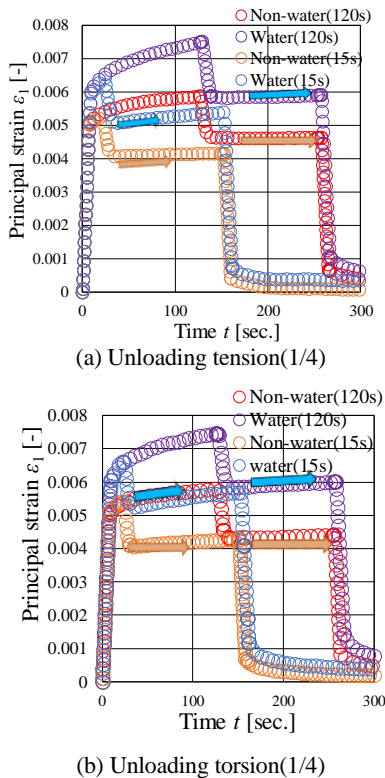 Non-water(120s)
Water(120s)
Non-water(15s)
Water(15s)
0.008
0.007
0.006
0.005
0.004
0.003
0.002
0.001
0
Principal strain ε1 [-]
0 100 200 300
Time t [sec.]
(a) Unloading tension(1/4)
Non-water(120s)
Water(120s)
Non-water(15s)
water(15s)
0.008
0.007
0.006
0.005
0.004
0.003
0.002
0.001
0
Principal strain ε1 [-]
0 100 200 300
Time t [sec.]
(b) Unloading torsion(1/4)